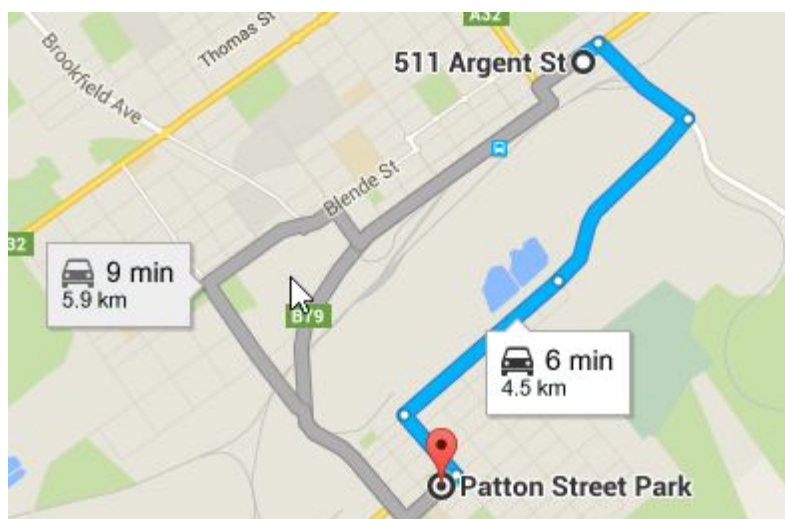 A32
Thomas St
511 Argent St
Brookfield Ave
Blende St
32
9 min
5.9 km
B79
6 min
4.5 km
Patton Street Park